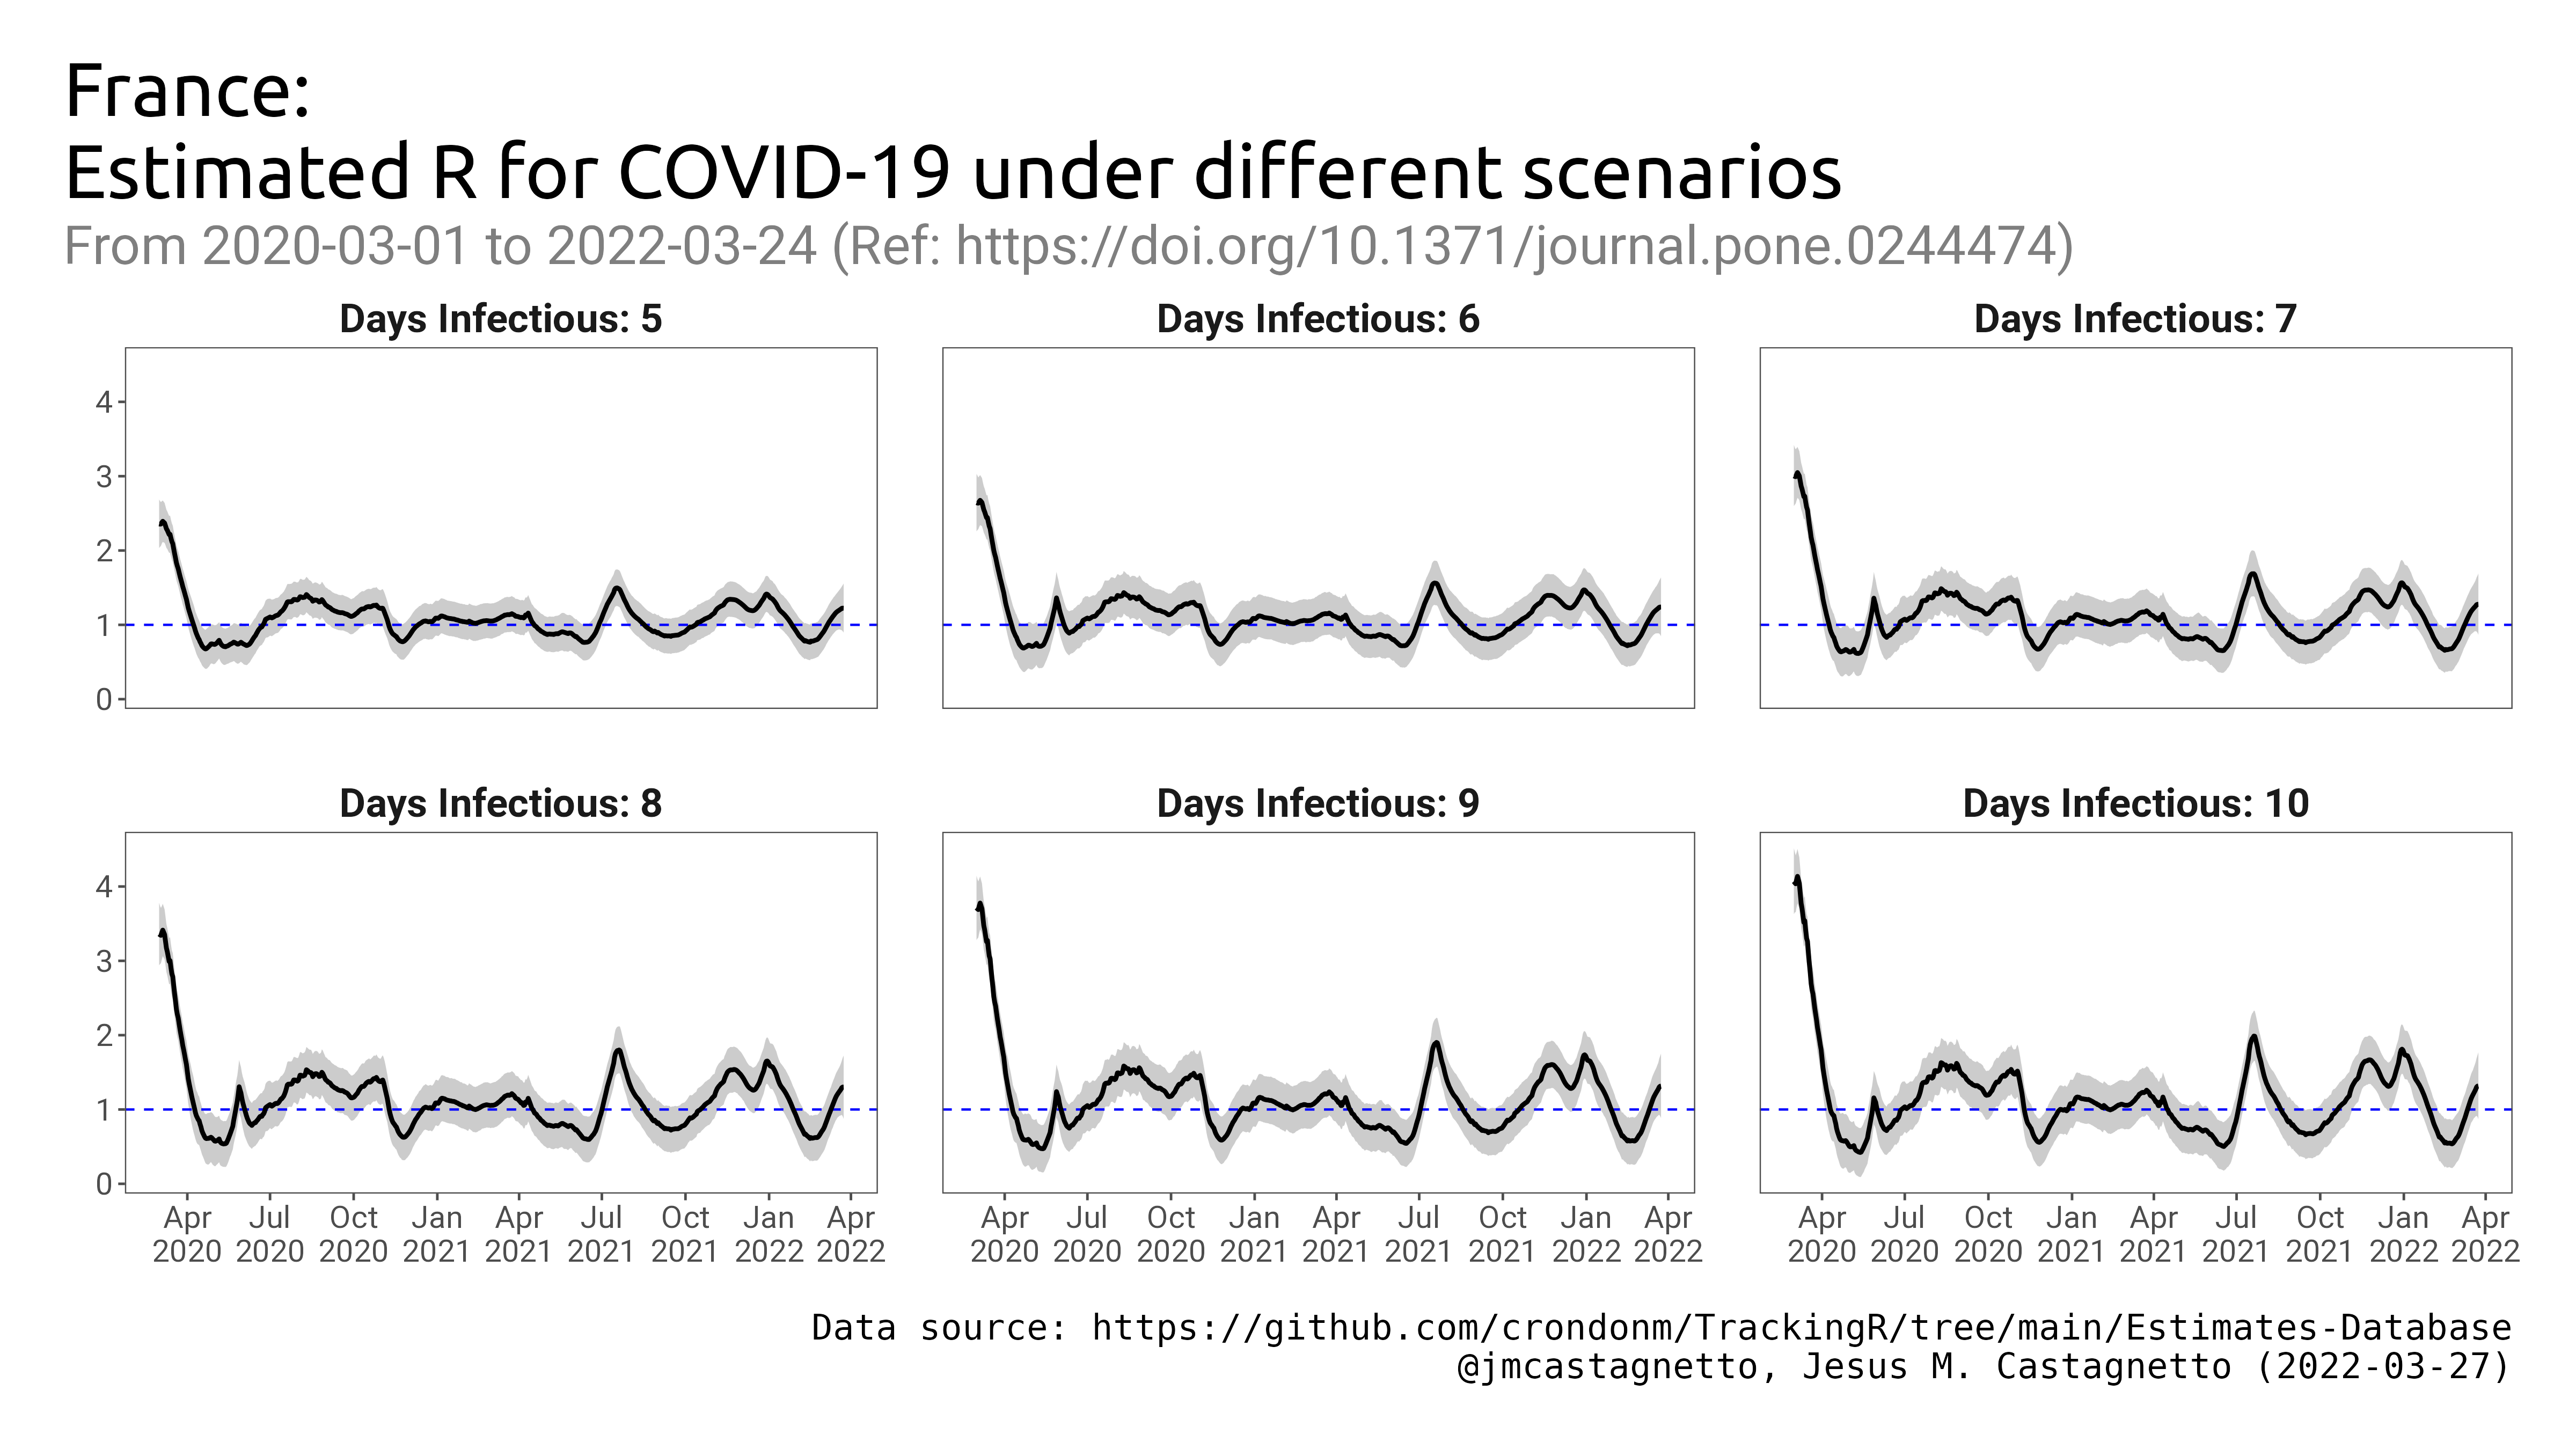 France:
Estimated R for COVID-19 under different scenarios
From 2020-03-01 to 2022-03-24 (Ref: https://doi.org/10.1371/journal.pone.0244474)
Days Infectious: 5
Days Infectious: 6
Days Infectious: 7
4
3
2
1
0
Days Infectious: 8
Days Infectious: 9
Days Infectious: 10
4
3
2
1
0
Apr Jul Oct Jan Apr Jul Oct Jan Apr
2020 2020 2020 2021 2021 2021 2021 2022 2022
Apr Jul Oct Jan Apr Jul Oct Jan Apr
2020 2020 2020 2021 2021 2021 2021 2022 2022
Apr Jul Oct Jan Apr Jul Oct Jan Apr
2020 2020 2020 2021 2021 2021 2021 2022 2022
Data source: https://github.com/crondonm/TrackingR/tree/main/Estimates-Database
@jmcastagnetto, Jesus M. Castagnetto (2022-03-27)